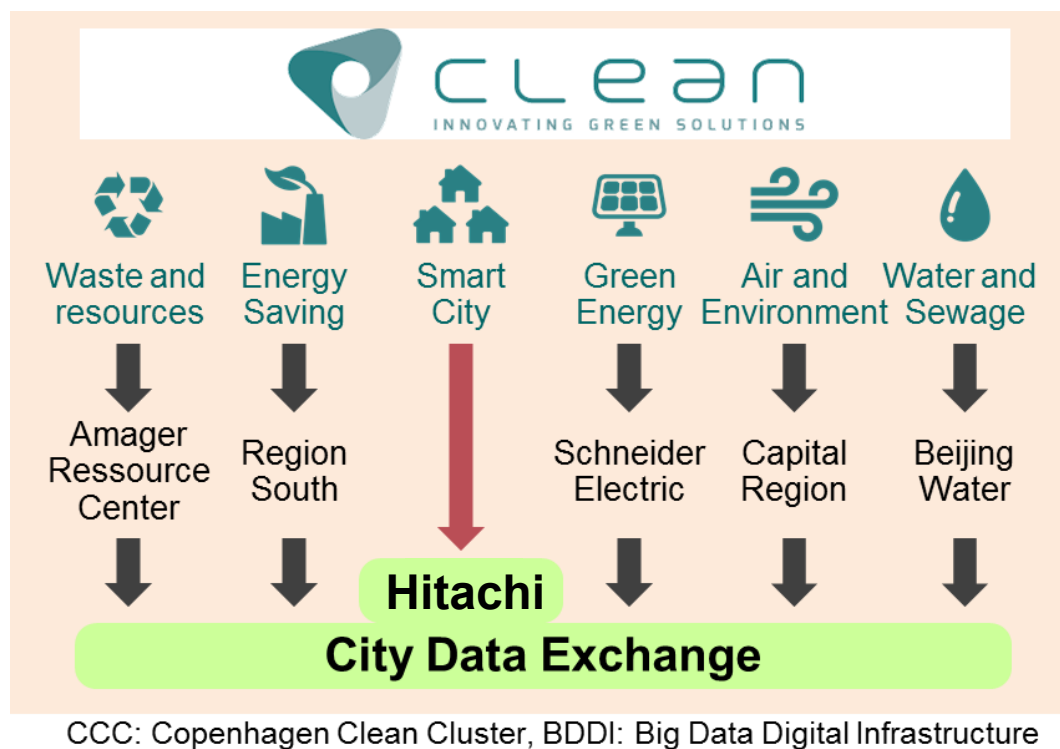 CLEAN
INNOVATING GREEN SOLUTIONS
Waste and
resources
Energy
Saving
Smart
City
Green
Energy
Air and
Environment
Water and
Sewage
Amager
Ressource
Center
Region
South
Schneider
Electric
Capital
Region
Beijing
Water
Hitachi
City Data Exchange
CCC: Copenhagen Clean Cluster, BDDI: Big Data Digital Infrastructure